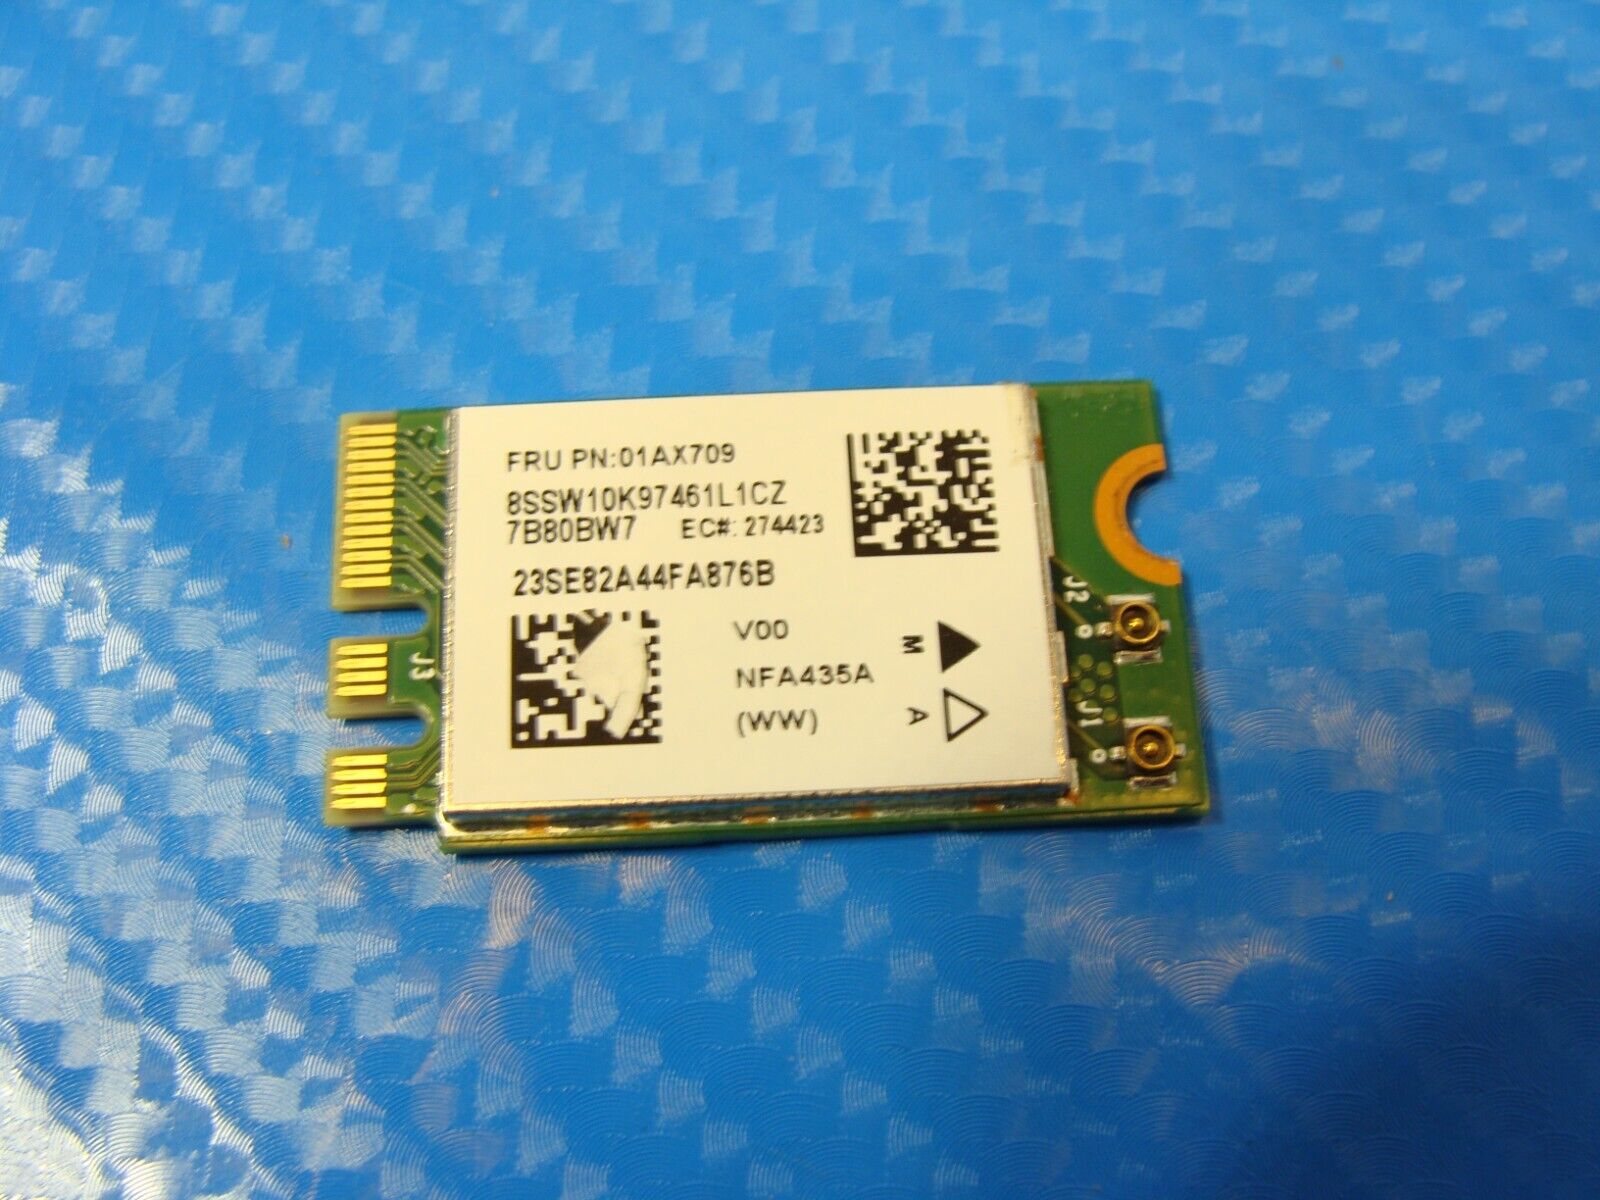 FRU PN:01AX709
8SSW10K97461L1CZ
7B80BW7 EC#: 274423
23SE82A44FA876B
V00
NFA435A
(WW)
M
A
J3
J2
J1